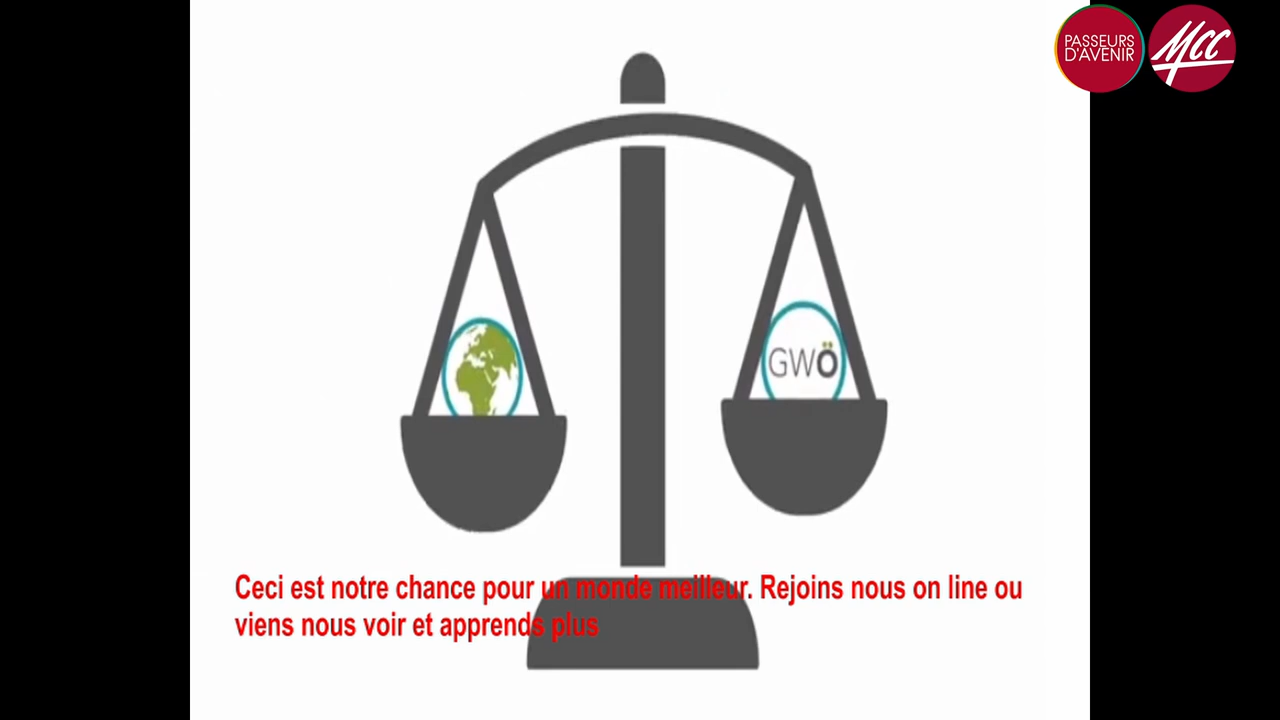 PASSEURS
D'AVENIR
MCC
GWÖ
Ceci est notre chance pour un monde meilleur. Rejoins nous on line ou
viens nous voir et apprends plus